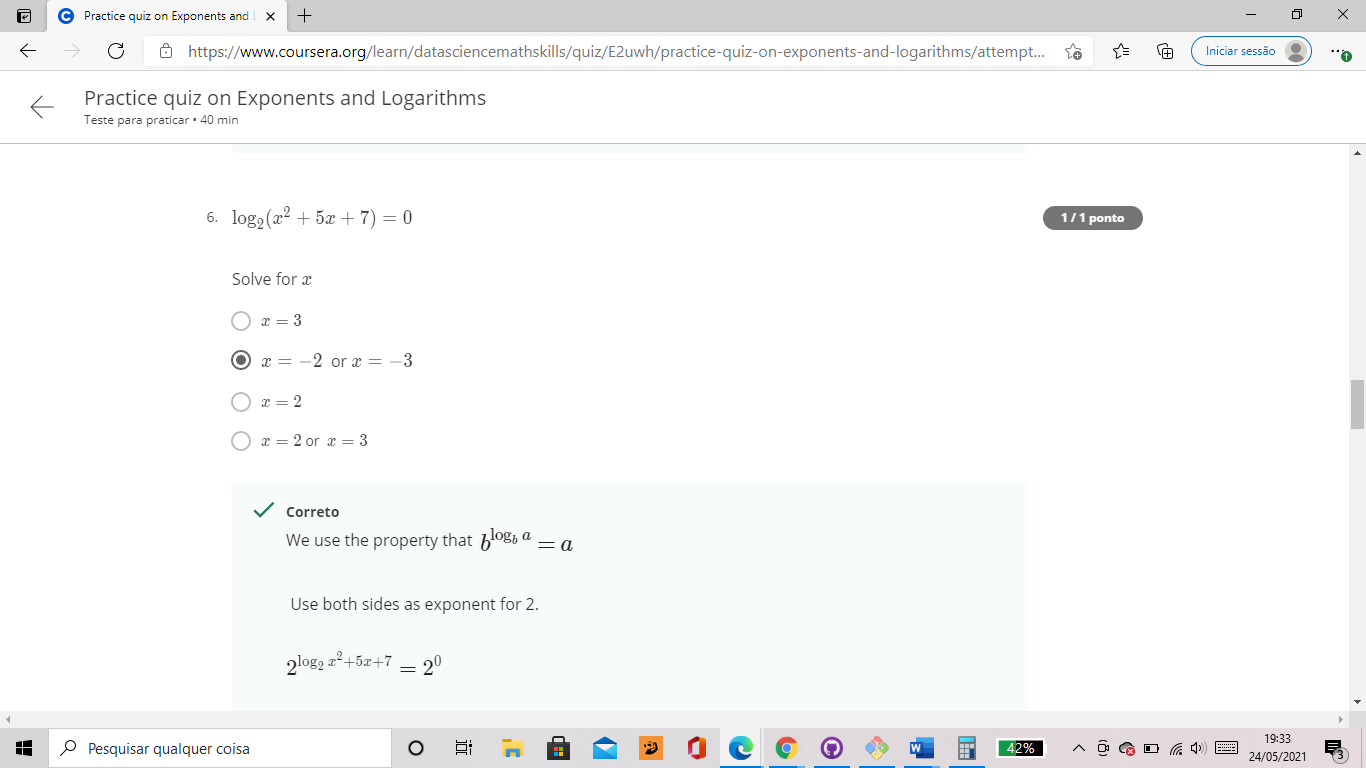 Practice quiz on Exponents and L
https://www.coursera.org/learn/datasciencemathskills/quiz/E2uwh/practice-quiz-on-exponents-and-logarithms/attempt...
Iniciar sessão
Practice quiz on Exponents and Logarithms
Teste para praticar • 40 min
6. log₂(x² + 5x + 7) = 0
1 / 1 ponto
Solve for x
x = 3
x = −2 or x = −3
x = 2
x = 2 or x = 3
Correto
We use the property that b^{log_b a} = a
Use both sides as exponent for 2.
2^{log₂ x²+5x+7} = 2⁰
Pesquisar qualquer coisa
42%
19:33
24/05/2021
3